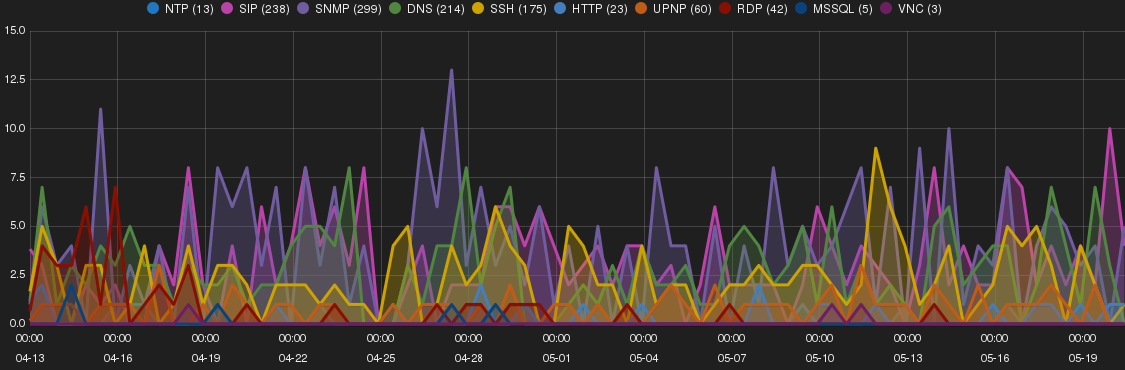 NTP (13) SIP (238) SNMP (299) DNS (214) SSH (175) HTTP (23) UPNP (60) RDP (42) MSSQL (5) VNC (3)
15.0
12.5
10.0
7.5
5.0
2.5
0.0
00:00 00:00 00:00 00:00 00:00 00:00 00:00 00:00 00:00 00:00 00:00 00:00 00:00
04-13 04-16 04-19 04-22 04-25 04-28 05-01 05-04 05-07 05-10 05-13 05-16 05-19